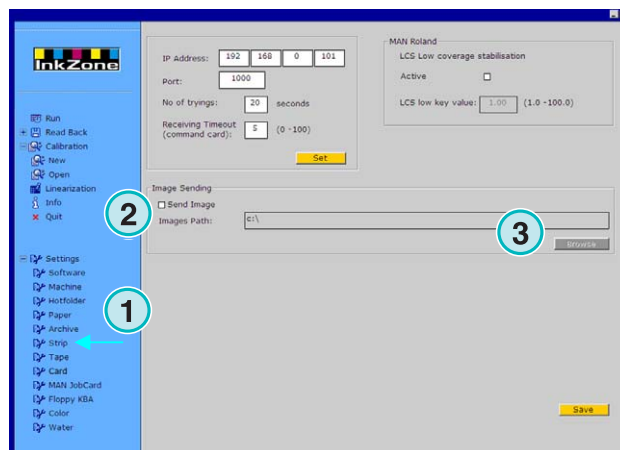 InkZone
Run
Read Back
Calibration
New
Open
Linearization
Info
Quit
Settings
Software
Machine
Hotfolder
Paper
Archive
Strip
Tape
Card
MAN JobCard
Floppy KBA
Color
Water
1
IP Address: 192 168 0 101
Port: 1000
No of tryings: 20 seconds
Receiving Timeout
(command card): 5 (0 -100)
Set
MAN Roland
LCS Low coverage stabilisation
Active
LCS low key value: 1.00 (1.0 -100.0)
Image Sending
2
Send Image
Images Path: c:\
3
Browse
Save